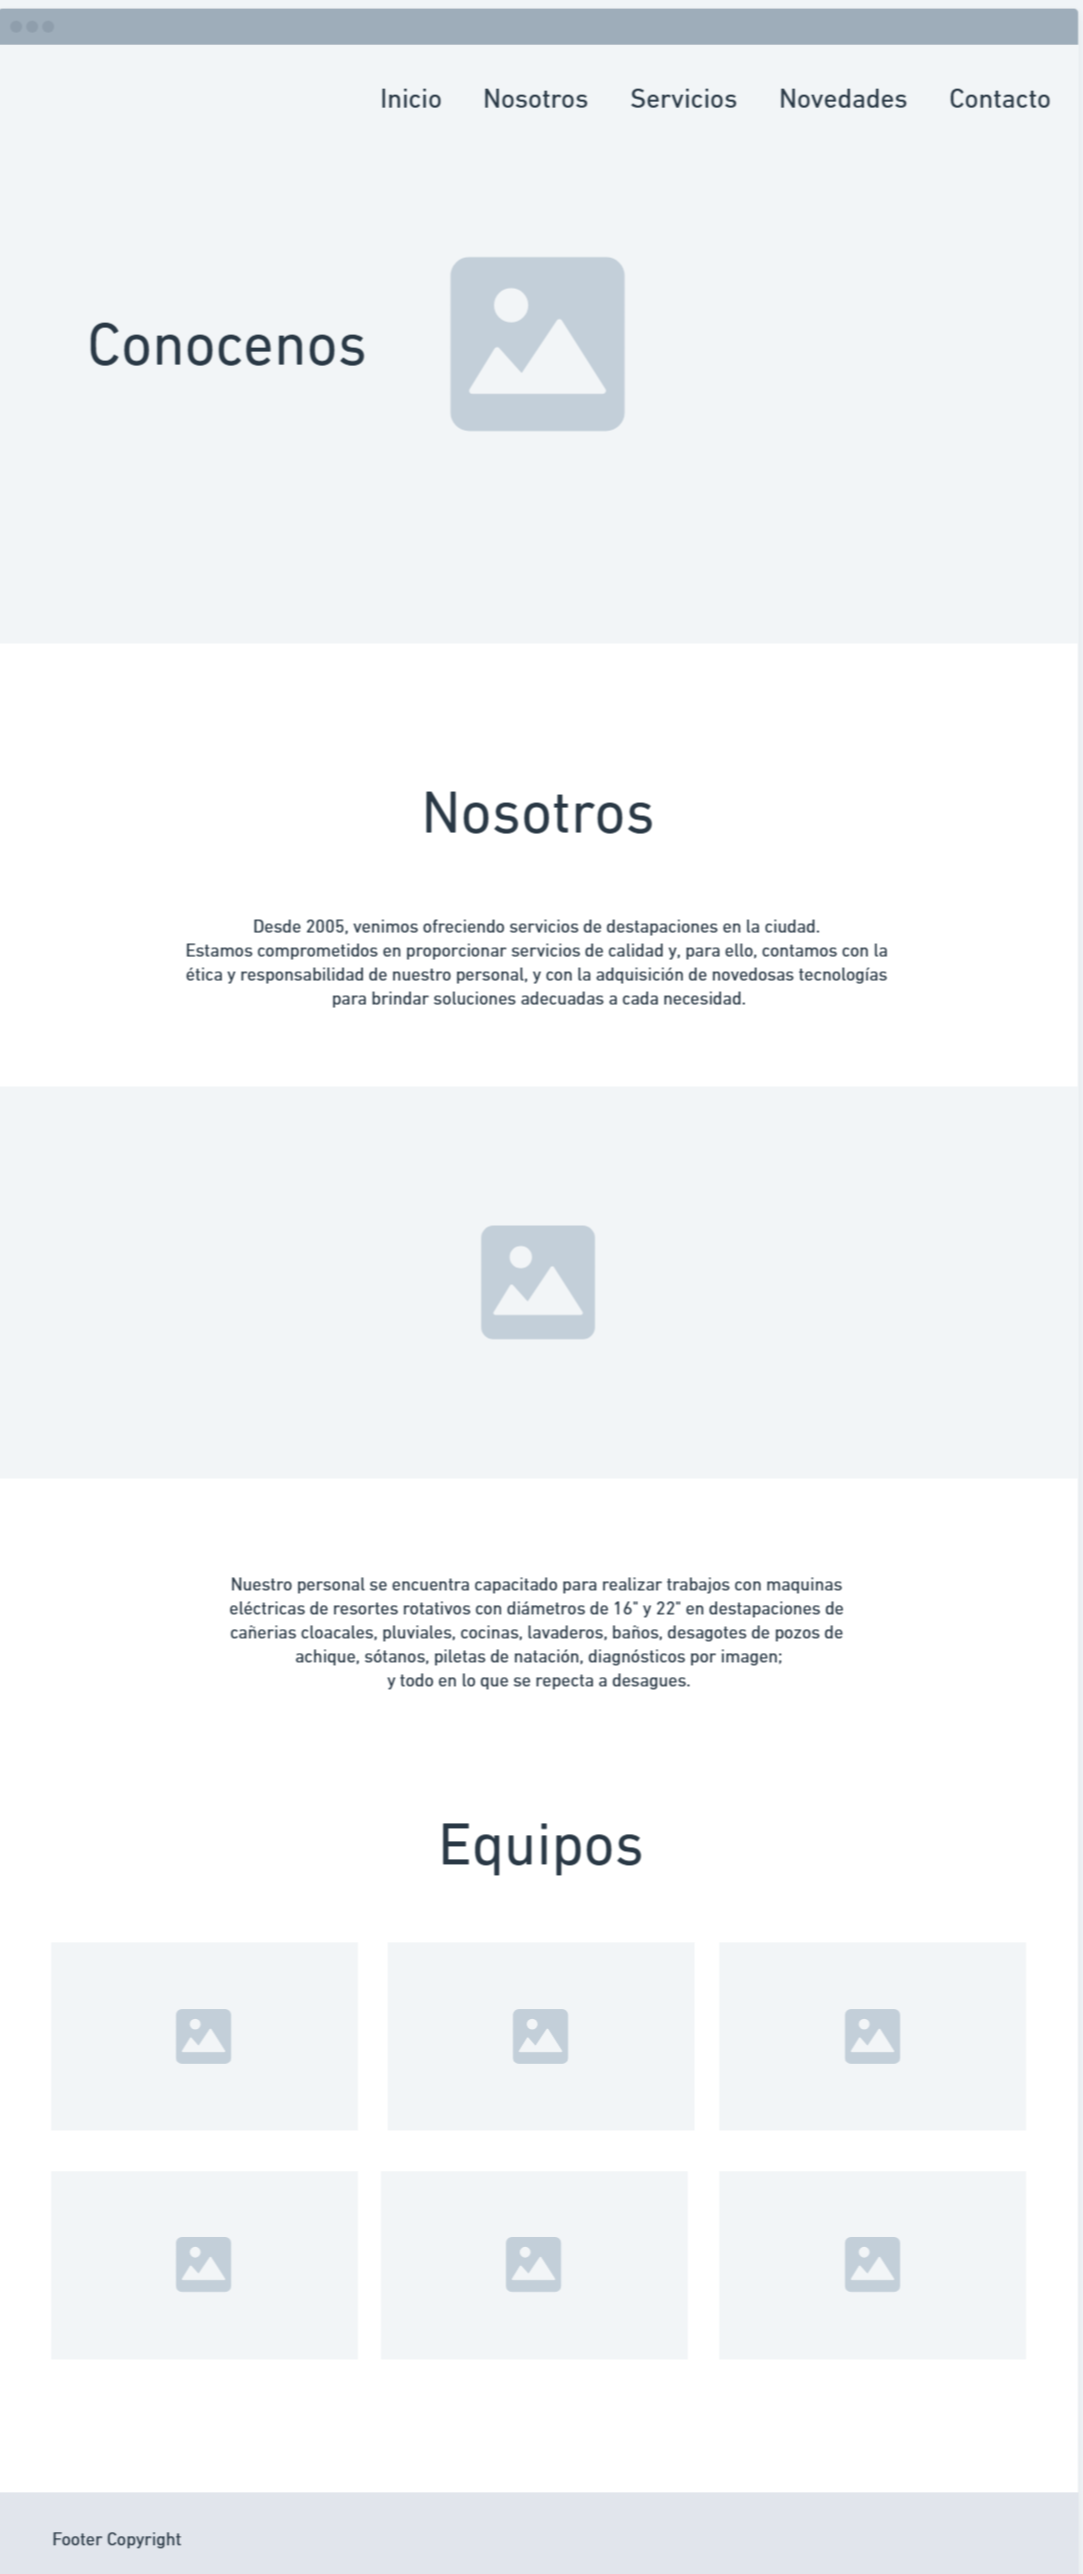 Inicio Nosotros Servicios Novedades Contacto
Conocenos
Nosotros
Desde 2005, venimos ofreciendo servicios de destapaciones en la ciudad.
Estamos comprometidos en proporcionar servicios de calidad y, para ello, contamos con la
ética y responsabilidad de nuestro personal, y con la adquisición de novedosas tecnologías
para brindar soluciones adecuadas a cada necesidad.
Nuestro personal se encuentra capacitado para realizar trabajos con maquinas
eléctricas de resortes rotativos con diámetros de 16" y 22" en destapaciones de
cañerias cloacales, pluviales, cocinas, lavaderos, baños, desagotes de pozos de
achique, sótanos, piletas de natación, diagnósticos por imagen;
y todo en lo que se repecta a desagues.
Equipos
Footer Copyright